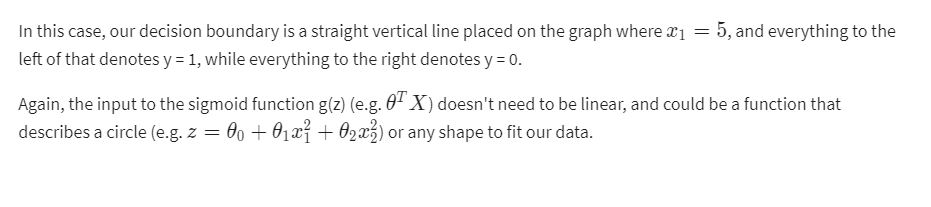 In this case, our decision boundary is a straight vertical line placed on the graph where x₁ = 5, and everything to the
left of that denotes y = 1, while everything to the right denotes y = 0.
Again, the input to the sigmoid function g(z) (e.g. θᵀX) doesn't need to be linear, and could be a function that
describes a circle (e.g. z = θ₀ + θ₁x₁² + θ₂x₂²) or any shape to fit our data.